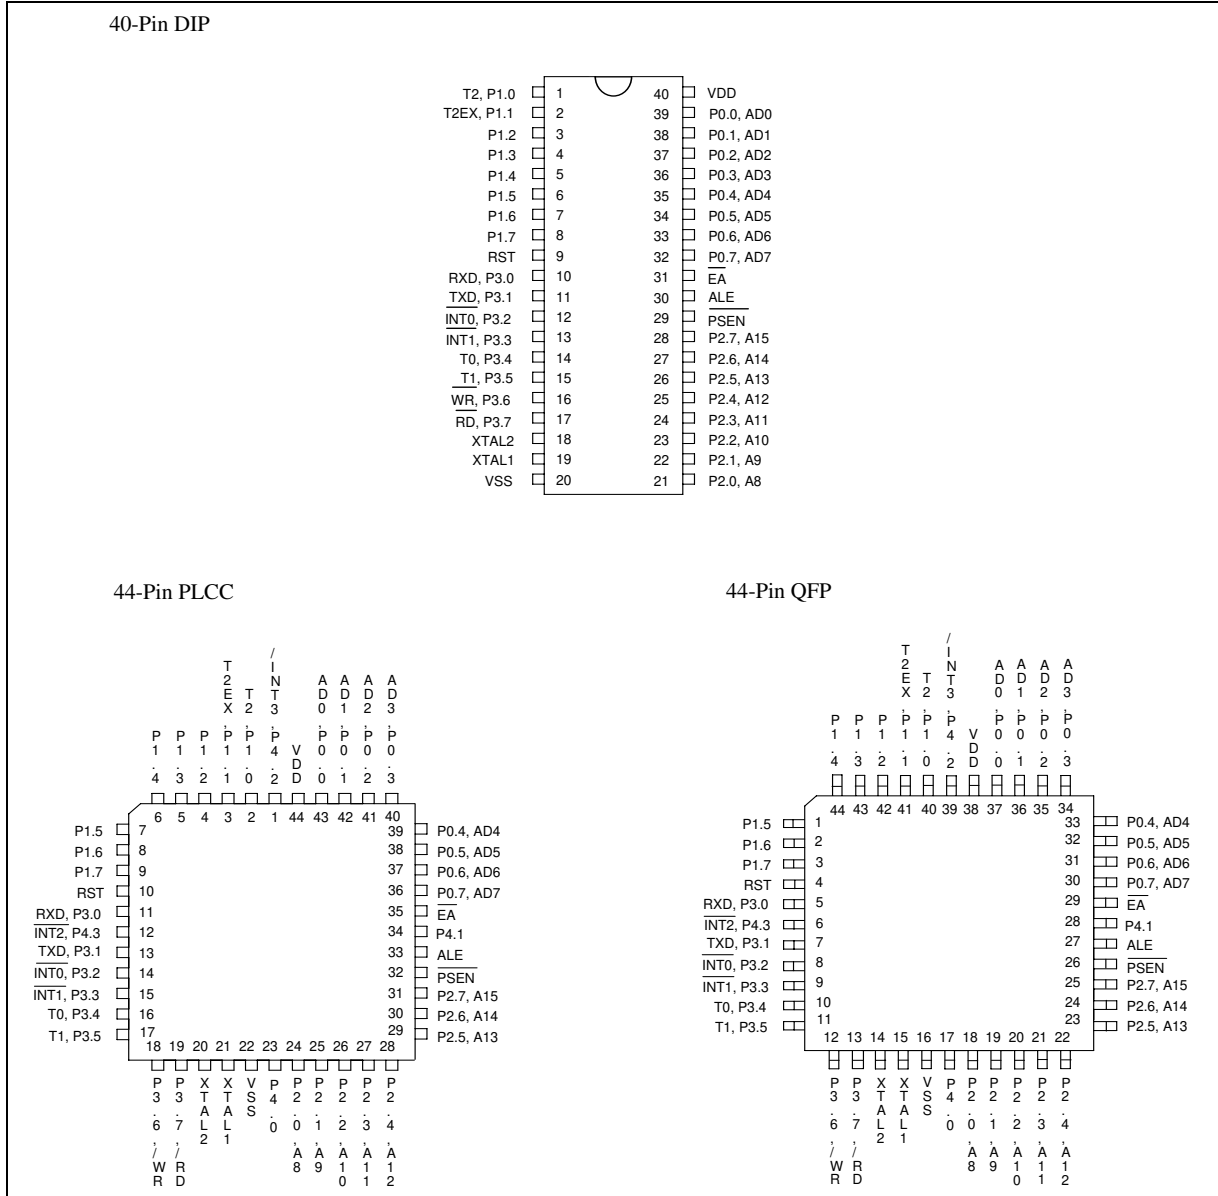 40-Pin DIP
T2, P1.0 1 40 VDD
T2EX, P1.1 2 39 P0.0, AD0
P1.2 3 38 P0.1, AD1
P1.3 4 37 P0.2, AD2
P1.4 5 36 P0.3, AD3
P1.5 6 35 P0.4, AD4
P1.6 7 34 P0.5, AD5
P1.7 8 33 P0.6, AD6
RST 9 32 P0.7, AD7
RXD, P3.0 10 31 EA
TXD, P3.1 11 30 ALE
INT0, P3.2 12 29 PSEN
INT1, P3.3 13 28 P2.7, A15
T0, P3.4 14 27 P2.6, A14
T1, P3.5 15 26 P2.5, A13
WR, P3.6 16 25 P2.4, A12
RD, P3.7 17 24 P2.3, A11
XTAL2 18 23 P2.2, A10
XTAL1 19 22 P2.1, A9
VSS 20 21 P2.0, A8
44-Pin PLCC
P1.4 P1.3 P1.2 T2EX,P1.1 T2,P1.0 /INT3,P4.2 VDD AD0,P0.0 AD1,P0.1 AD2,P0.2 AD3,P0.3
6 5 4 3 2 1 44 43 42 41 40
P1.5 7 39 P0.4, AD4
P1.6 8 38 P0.5, AD5
P1.7 9 37 P0.6, AD6
RST 10 36 P0.7, AD7
RXD, P3.0 11 35 EA
INT2, P4.3 12 34 P4.1
TXD, P3.1 13 33 ALE
INT0, P3.2 14 32 PSEN
INT1, P3.3 15 31 P2.7, A15
T0, P3.4 16 30 P2.6, A14
T1, P3.5 17 29 P2.5, A13
18 19 20 21 22 23 24 25 26 27 28
P3.6,/WR P3.7,/RD XTAL2 XTAL1 VSS P4.0 P2.0,A8 P2.1,A9 P2.2,A10 P2.3,A11 P2.4,A12
44-Pin QFP
P1.4 P1.3 P1.2 T2EX,P1.1 T2,P1.0 /INT3,P4.2 VDD AD0,P0.0 AD1,P0.1 AD2,P0.2 AD3,P0.3
44 43 42 41 40 39 38 37 36 35 34
P1.5 1 33 P0.4, AD4
P1.6 2 32 P0.5, AD5
P1.7 3 31 P0.6, AD6
RST 4 30 P0.7, AD7
RXD, P3.0 5 29 EA
INT2, P4.3 6 28 P4.1
TXD, P3.1 7 27 ALE
INT0, P3.2 8 26 PSEN
INT1, P3.3 9 25 P2.7, A15
T0, P3.4 10 24 P2.6, A14
T1, P3.5 11 23 P2.5, A13
12 13 14 15 16 17 18 19 20 21 22
P3.6,/WR P3.7,/RD XTAL2 XTAL1 VSS P4.0 P2.0,A8 P2.1,A9 P2.2,A10 P2.3,A11 P2.4,A12